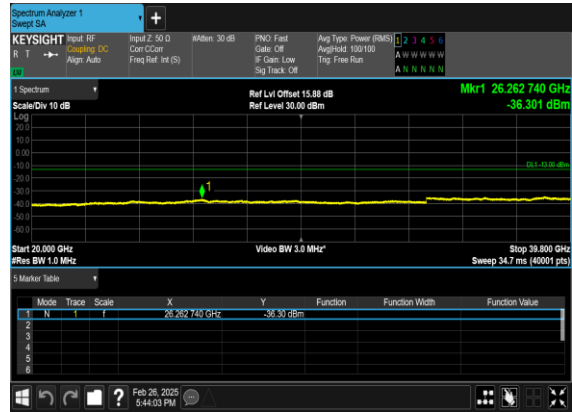 Spectrum Analyzer 1
Swept SA
+
KEYSIGHT Input: RF Input Z: 50 Ω #Atten: 30 dB PNO: Fast Avg Type: Power (RMS) 1 2 3 4 5 6
R T Coupling: DC Corr CCorr Gate: Off Avg|Hold: 100/100 A W W W W W
Align: Auto Freq Ref: Int (S) IF Gain: Low Trig: Free Run
Sig Track: Off A N N N N N
1 Spectrum Ref Lvl Offset 15.88 dB Mkr1 26.262 740 GHz
Scale/Div 10 dB Ref Level 30.00 dBm -36.301 dBm
Log
20.0
10.0
0.00
-10.0 DL1 -13.00 dBm
-20.0
-30.0 1
-40.0
-50.0
-60.0
Start 20.000 GHz Video BW 3.0 MHz* Stop 39.800 GHz
#Res BW 1.0 MHz Sweep 34.7 ms (40001 pts)
5 Marker Table
Mode Trace Scale X Y Function Function Width Function Value
1 N 1 f 26.262 740 GHz -36.30 dBm
2
3
4
5
6
? Feb 26, 2025
5:44:03 PM